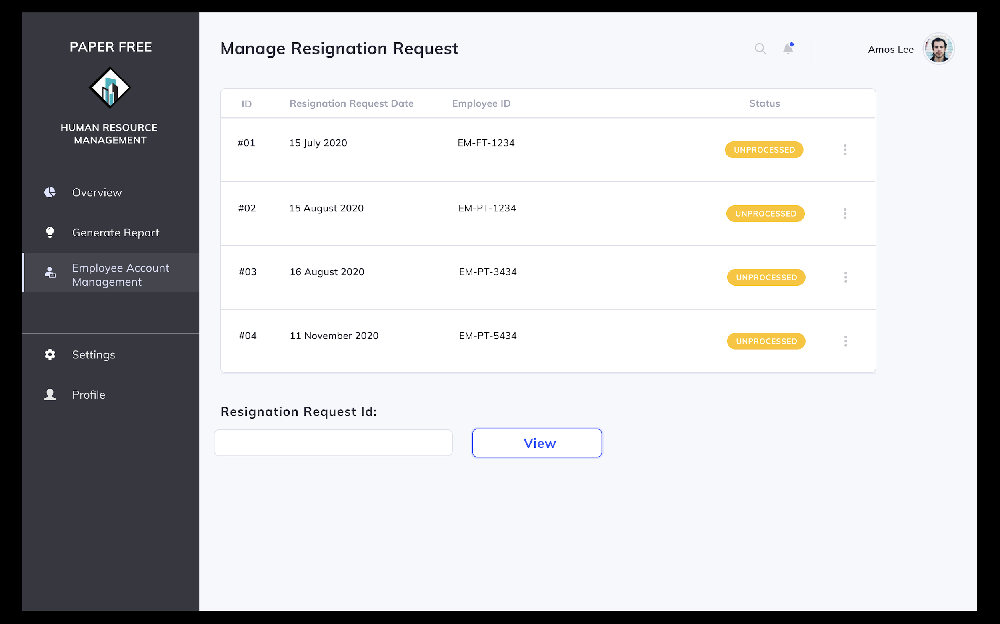 PAPER FREE
HUMAN RESOURCE
MANAGEMENT
Overview
Generate Report
Employee Account
Management
Settings
Profile
Manage Resignation Request
Amos Lee
ID Resignation Request Date Employee ID Status
#01 15 July 2020 EM-FT-1234 UNPROCESSED
#02 15 August 2020 EM-PT-1234 UNPROCESSED
#03 16 August 2020 EM-PT-3434 UNPROCESSED
#04 11 November 2020 EM-PT-5434 UNPROCESSED
Resignation Request Id:
View